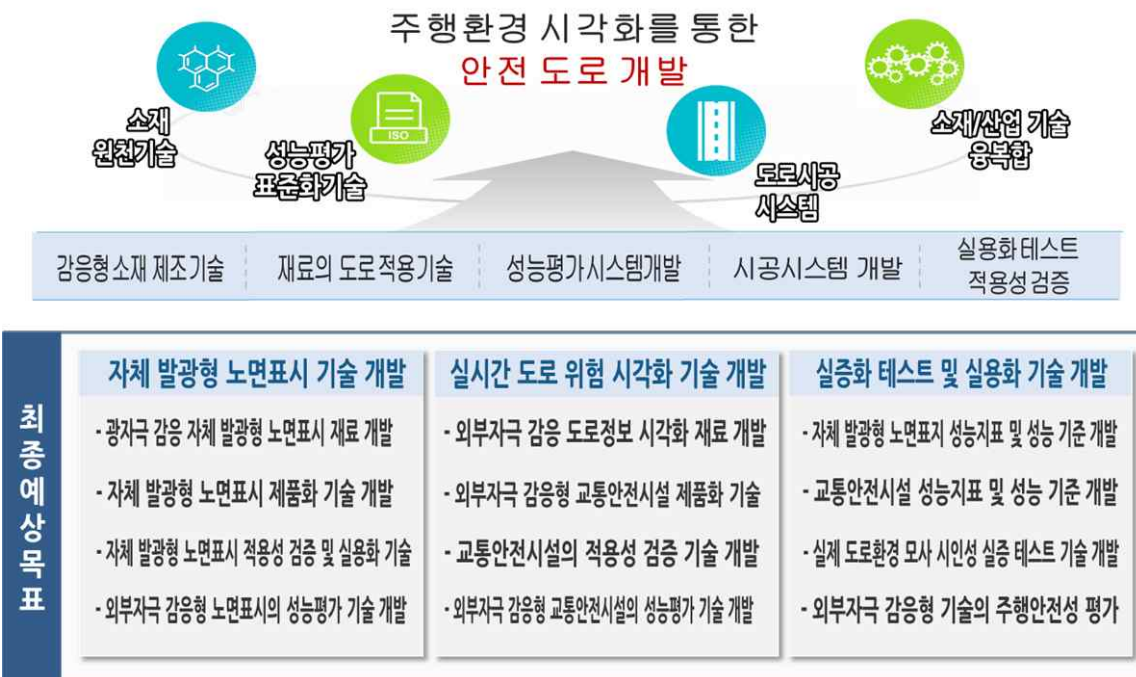 주행환경 시각화를 통한
안전 도로 개발
소재
원천기술
ISO
성능평가
표준화기술
도로시공
시스템
소재/산업 기술
융복합
감응형 소재 제조기술
재료의 도로 적용기술
성능평가 시스템개발
시공시스템 개발
실용화 테스트
적용성 검증
최종예상목표
자체 발광형 노면표시 기술 개발
- 광자극 감응 자체 발광형 노면표시 재료 개발
- 자체 발광형 노면표시 제품화 기술 개발
- 자체 발광형 노면표시 적용성 검증 및 실용화 기술
- 외부자극 감응형 노면표시의 성능평가 기술 개발
실시간 도로 위험 시각화 기술 개발
- 외부자극 감응 도로정보 시각화 재료 개발
- 외부자극 감응형 교통안전시설 제품화 기술
- 교통안전시설의 적용성 검증 기술 개발
- 외부자극 감응형 교통안전시설의 성능평가 기술 개발
실증화 테스트 및 실용화 기술 개발
- 자체 발광형 노면표지 성능지표 및 성능 기준 개발
- 교통안전시설 성능지표 및 성능 기준 개발
- 실제 도로환경 모사 시인성 실증 테스트 기술 개발
- 외부자극 감응형 기술의 주행안전성 평가